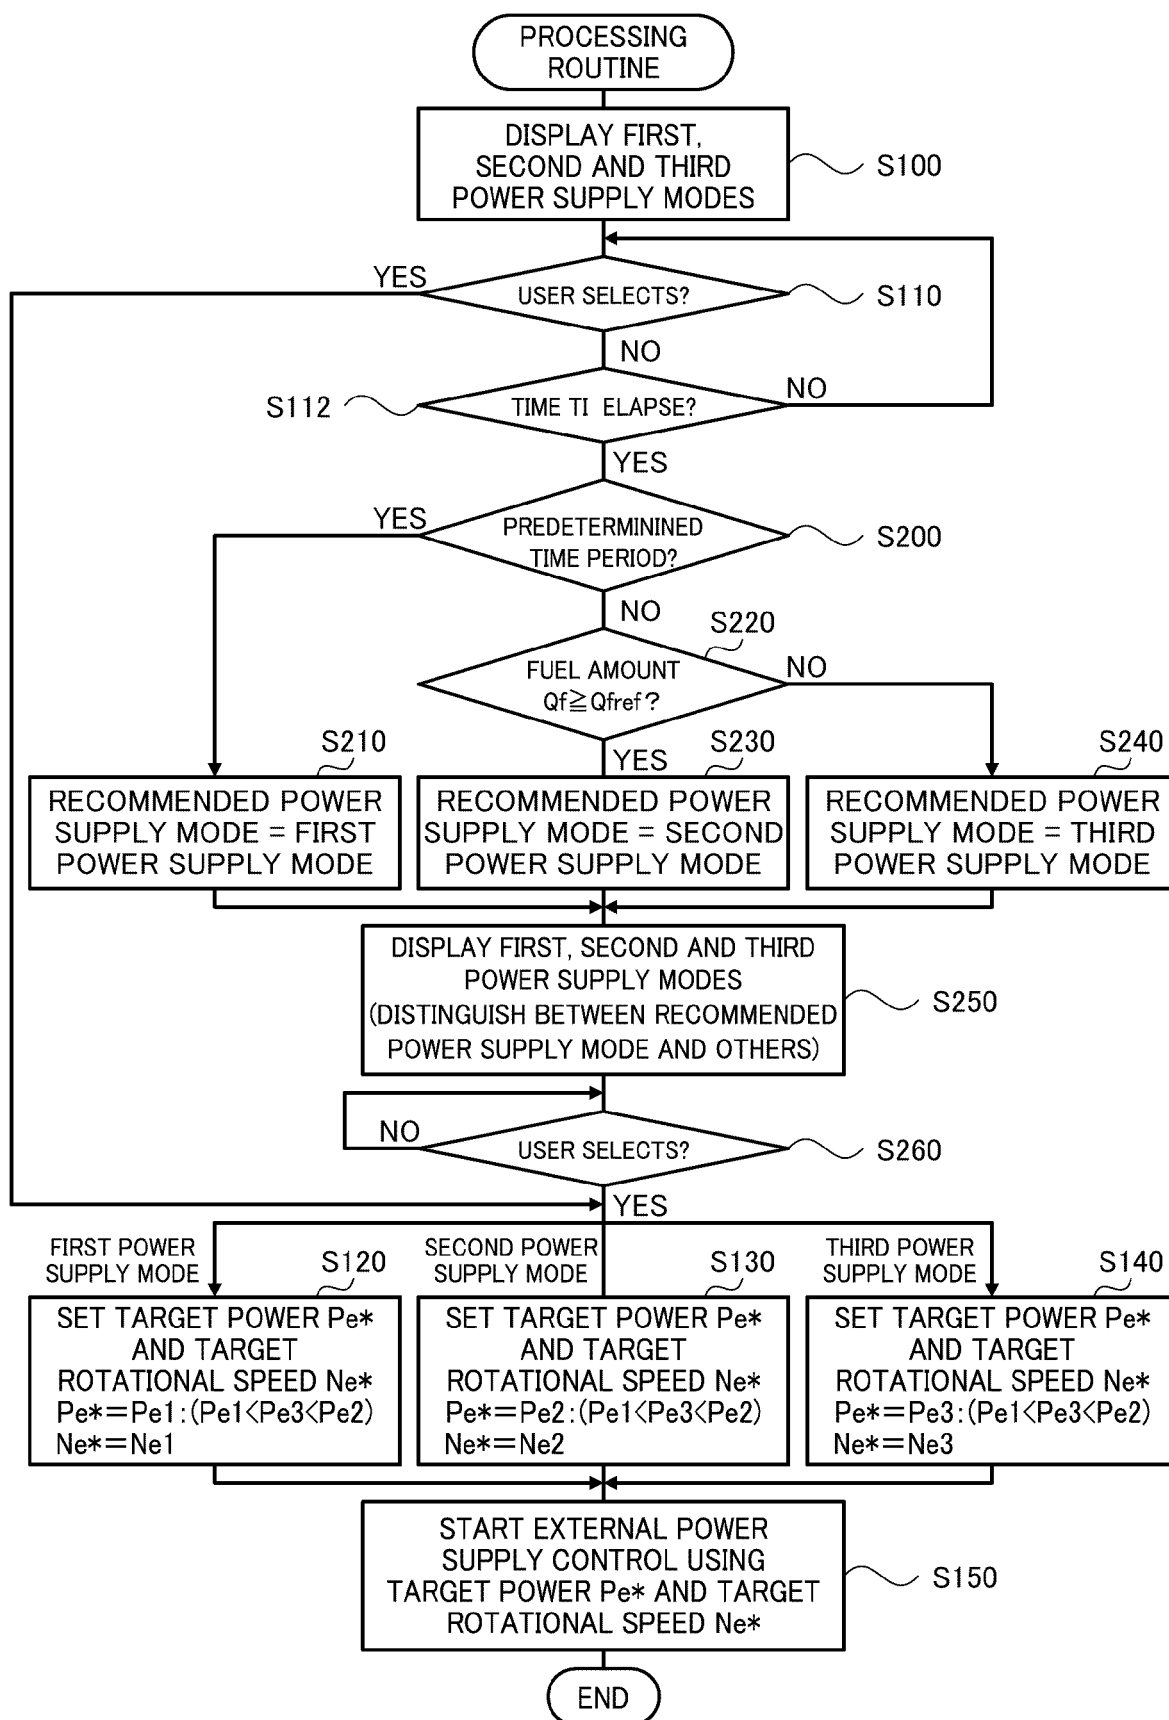 PROCESSING
ROUTINE
DISPLAY FIRST,
SECOND AND THIRD
POWER SUPPLY MODES
S100
YES
USER SELECTS?
S110
NO
S112
TIME TI ELAPSE?
NO
YES
YES
PREDETERMININED
TIME PERIOD?
S200
NO
S220
FUEL AMOUNT
Qf≧Qfref?
NO
S210
YES
S230
S240
RECOMMENDED POWER
SUPPLY MODE = FIRST
POWER SUPPLY MODE
RECOMMENDED POWER
SUPPLY MODE = SECOND
POWER SUPPLY MODE
RECOMMENDED POWER
SUPPLY MODE = THIRD
POWER SUPPLY MODE
DISPLAY FIRST, SECOND AND THIRD
POWER SUPPLY MODES
(DISTINGUISH BETWEEN RECOMMENDED
POWER SUPPLY MODE AND OTHERS)
S250
NO
USER SELECTS?
S260
YES
FIRST POWER
SUPPLY MODE
S120
SECOND POWER
SUPPLY MODE
S130
THIRD POWER
SUPPLY MODE
S140
SET TARGET POWER Pe*
AND TARGET
ROTATIONAL SPEED Ne*
Pe*=Pe1:(Pe1<Pe3<Pe2)
Ne*=Ne1
SET TARGET POWER Pe*
AND TARGET
ROTATIONAL SPEED Ne*
Pe*=Pe2:(Pe1<Pe3<Pe2)
Ne*=Ne2
SET TARGET POWER Pe*
AND TARGET
ROTATIONAL SPEED Ne*
Pe*=Pe3:(Pe1<Pe3<Pe2)
Ne*=Ne3
START EXTERNAL POWER
SUPPLY CONTROL USING
TARGET POWER Pe* AND TARGET
ROTATIONAL SPEED Ne*
S150
END